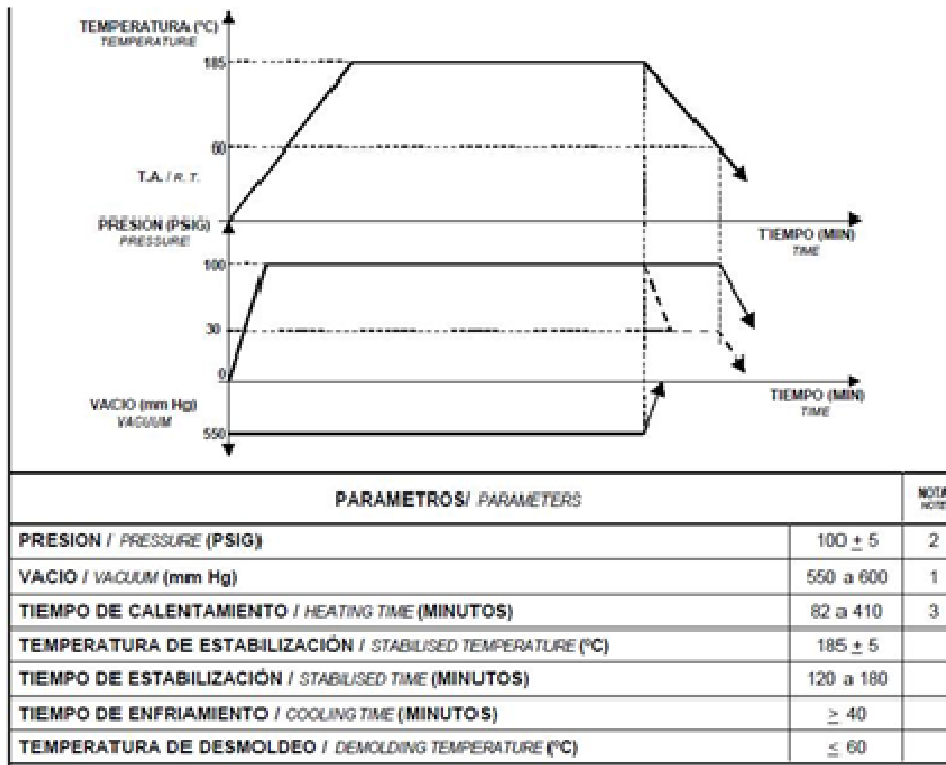 TEMPERATURA (ºC)
TEMPERATURE
185
60
T.A. / R. T.
PRESION (PSIG)
PRESSURE
TIEMPO (MIN)
TIME
100
30
0
VACIO (mm Hg)
VACUUM
TIEMPO (MIN)
TIME
550
PARAMETROS/ PARAMETERS
NOTA
NOTE
PRESION / PRESSURE (PSIG) 100 ± 5 2
VACIO / VACUUM (mm Hg) 550 a 600 1
TIEMPO DE CALENTAMIENTO / HEATING TIME (MINUTOS) 82 a 410 3
TEMPERATURA DE ESTABILIZACIÓN / STABILISED TEMPERATURE (ºC) 185 ± 5
TIEMPO DE ESTABILIZACIÓN / STABILISED TIME (MINUTOS) 120 a 180
TIEMPO DE ENFRIAMIENTO / COOLING TIME (MINUTOS) ≥ 40
TEMPERATURA DE DESMOLDEO / DEMOLDING TEMPERATURE (ºC) ≤ 60